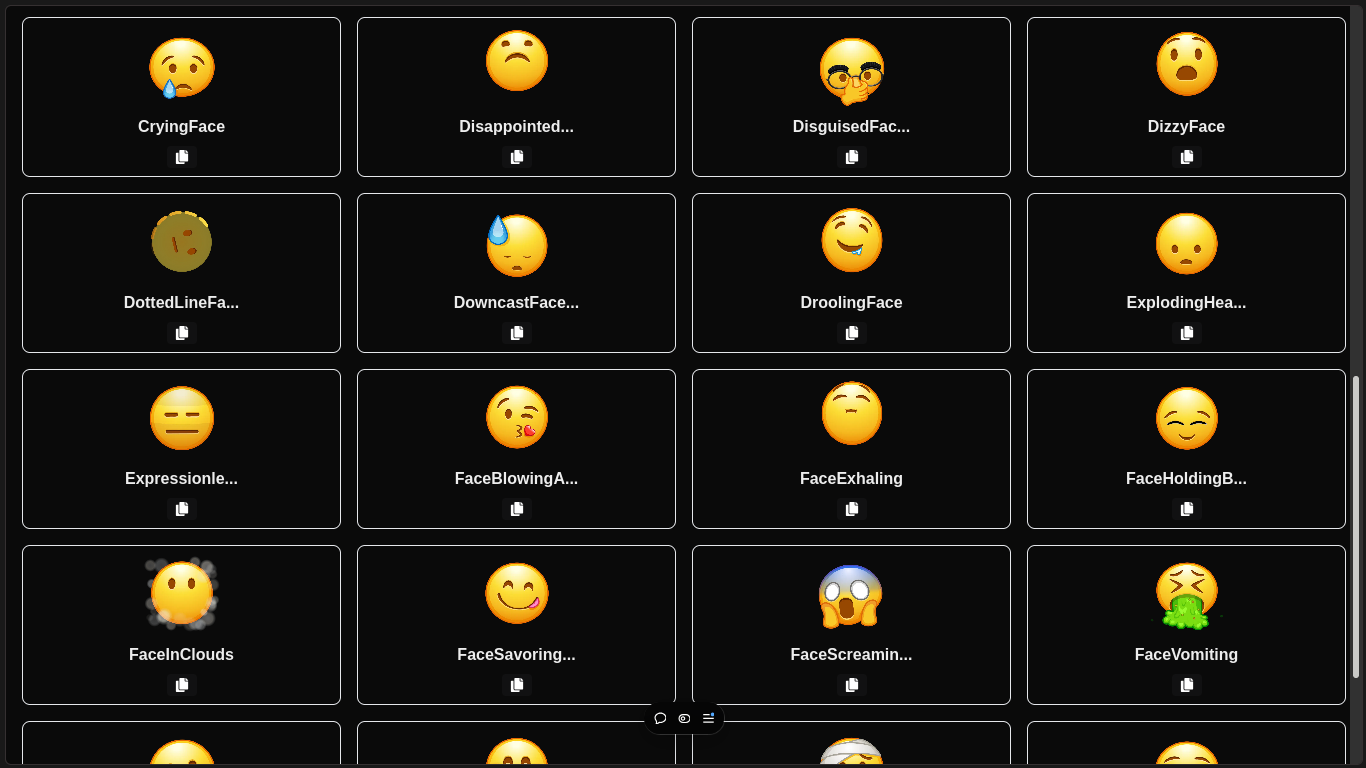 CryingFace
Disappointed...
DisguisedFac...
DizzyFace
DottedLineFa...
DowncastFace...
DroolingFace
ExplodingHea...
Expressionle...
FaceBlowingA...
FaceExhaling
FaceHoldingB...
FaceInClouds
FaceSavoring...
FaceScreamin...
FaceVomiting